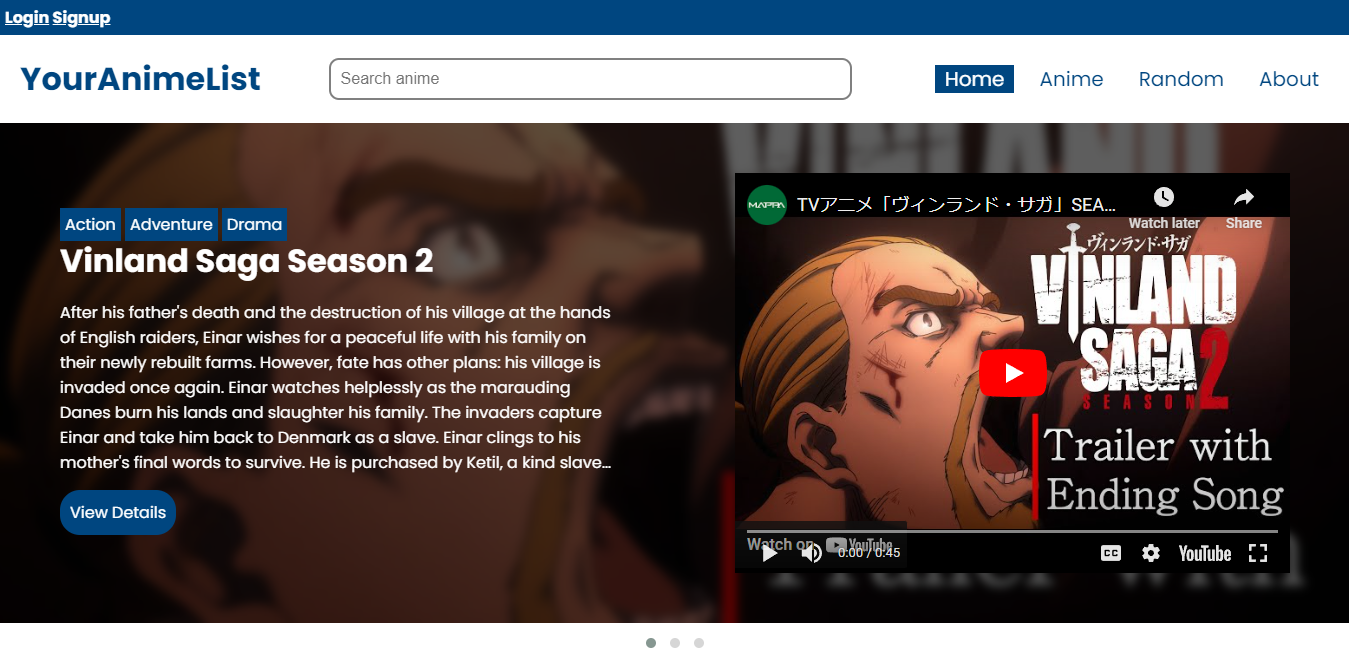 Login Signup
YourAnimeList
Search anime
Home Anime Random About
Action Adventure Drama
Vinland Saga Season 2
After his father's death and the destruction of his village at the hands
of English raiders, Einar wishes for a peaceful life with his family on
their newly rebuilt farms. However, fate has other plans: his village is
invaded once again. Einar watches helplessly as the marauding
Danes burn his lands and slaughter his family. The invaders capture
Einar and take him back to Denmark as a slave. Einar clings to his
mother's final words to survive. He is purchased by Ketil, a kind slave...
View Details
MAPPA
TVアニメ「ヴィンランド・サガ」SEA...
Watch later Share
ヴィンランド・サガ
VINLAND
SAGA 2
SEASON
Trailer with
Ending Song
Watch on YouTube
0:00 / 0:45
CC
YouTube
VINLAND
Trailer with